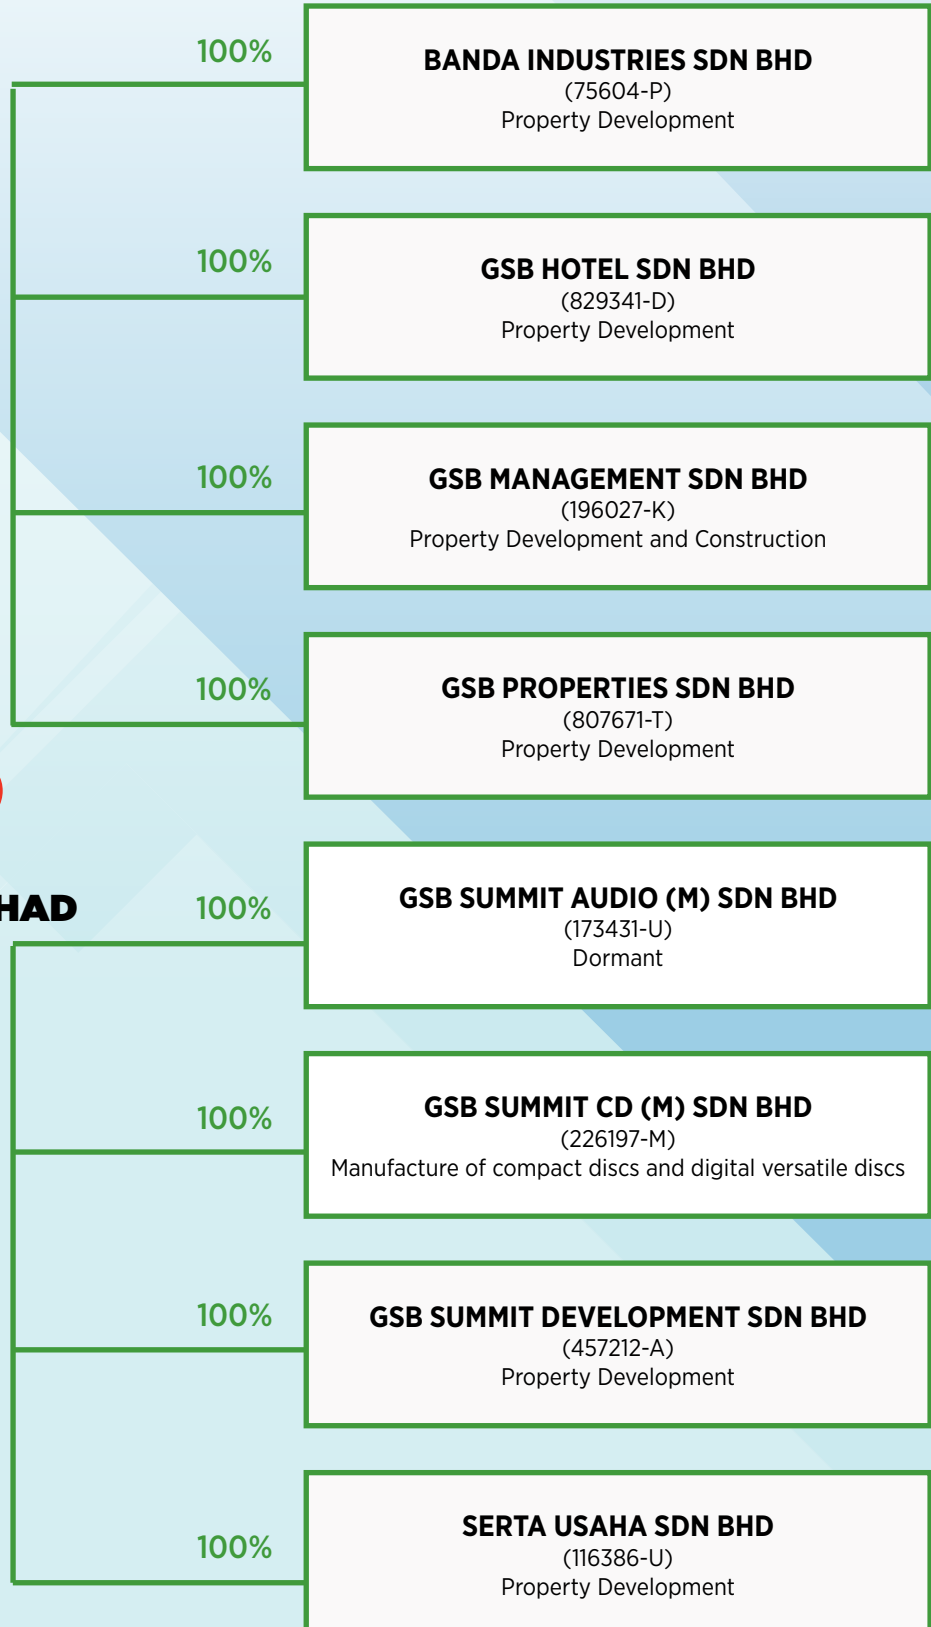 100%
BANDA INDUSTRIES SDN BHD
(75604-P)
Property Development
100%
GSB HOTEL SDN BHD
(829341-D)
Property Development
100%
GSB MANAGEMENT SDN BHD
(196027-K)
Property Development and Construction
100%
GSB PROPERTIES SDN BHD
(807671-T)
Property Development
HAD
100%
GSB SUMMIT AUDIO (M) SDN BHD
(173431-U)
Dormant
100%
GSB SUMMIT CD (M) SDN BHD
(226197-M)
Manufacture of compact discs and digital versatile discs
100%
GSB SUMMIT DEVELOPMENT SDN BHD
(457212-A)
Property Development
100%
SERTA USAHA SDN BHD
(116386-U)
Property Development